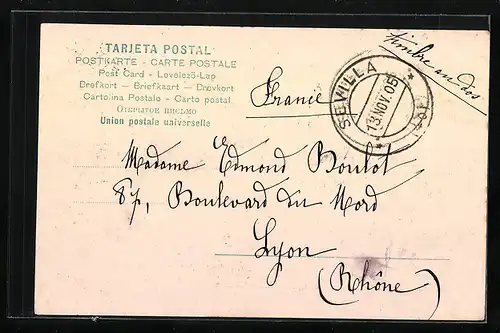 TARJETA POSTAL
POSTKARTE - CARTE POSTALE
Post Card - Levelező-Lap
Brefkort – Briefkaart – Drevkort
Cartolina Postale - Carto postal
Открытое письмо
Union postale universelle
timbre au dos
SEVILLA
13 NOV 05
France
Madame Edmond Boulot
87, Boulevard du Nord
Lyon
(Rhône)